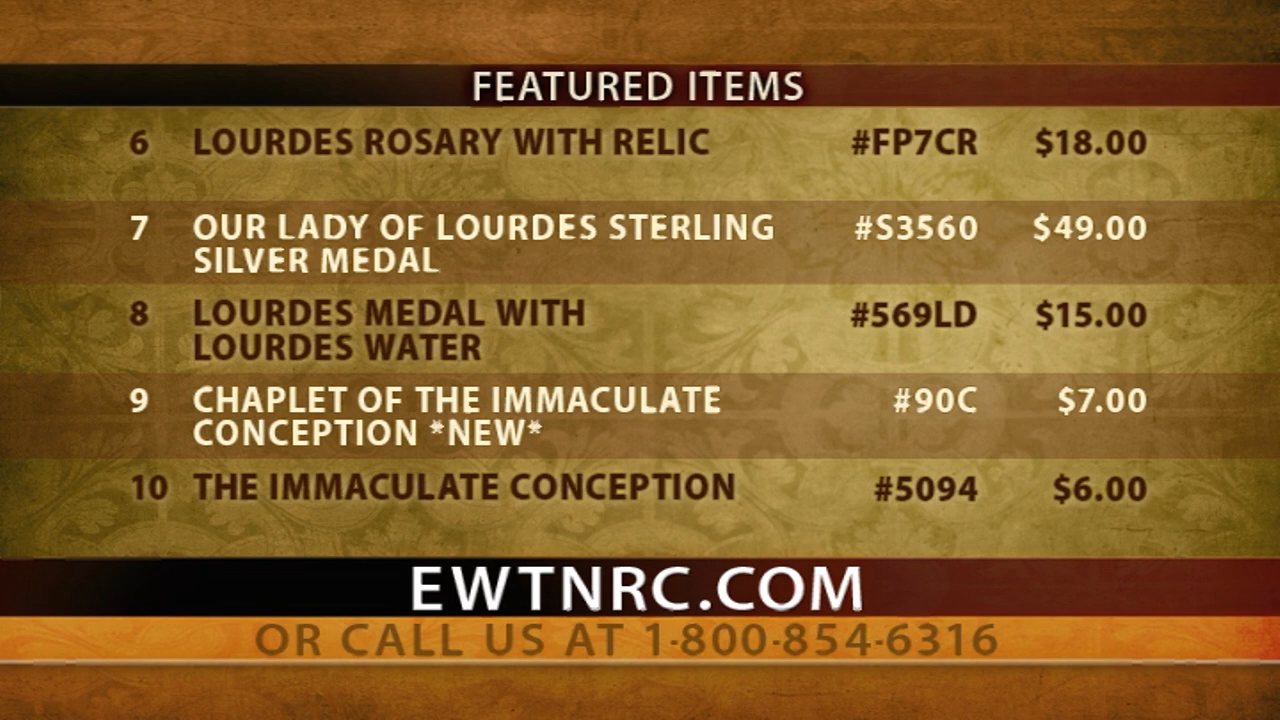 FEATURED ITEMS
6 LOURDES ROSARY WITH RELIC #FP7CR $18.00
7 OUR LADY OF LOURDES STERLING #S3560 $49.00
SILVER MEDAL
8 LOURDES MEDAL WITH #569LD $15.00
LOURDES WATER
9 CHAPLET OF THE IMMACULATE #90C $7.00
CONCEPTION *NEW*
10 THE IMMACULATE CONCEPTION #5094 $6.00
EWTNRC.COM
OR CALL US AT 1-800-854-6316